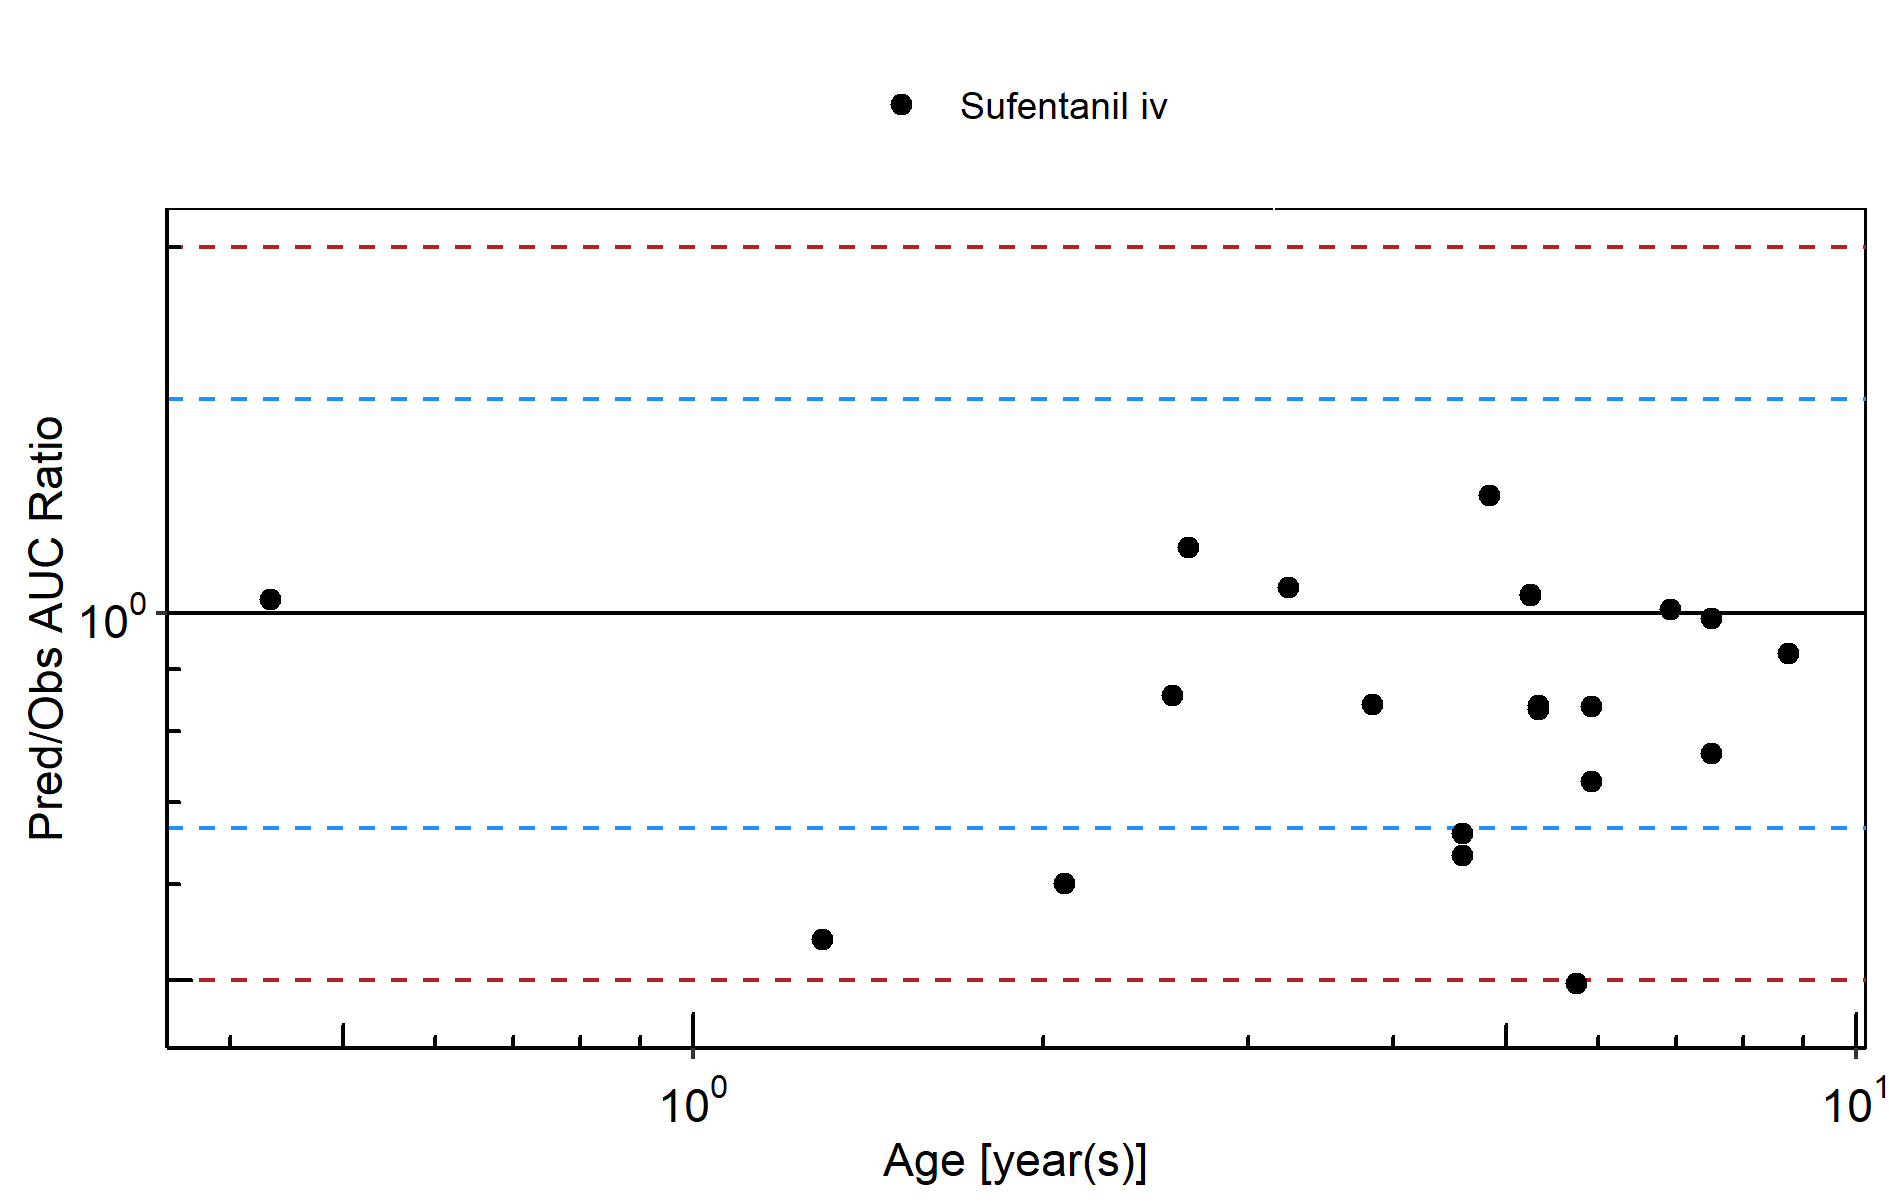 Sufentanil iv
Pred/Obs AUC Ratio
10⁰
10⁰
10¹
Age [year(s)]